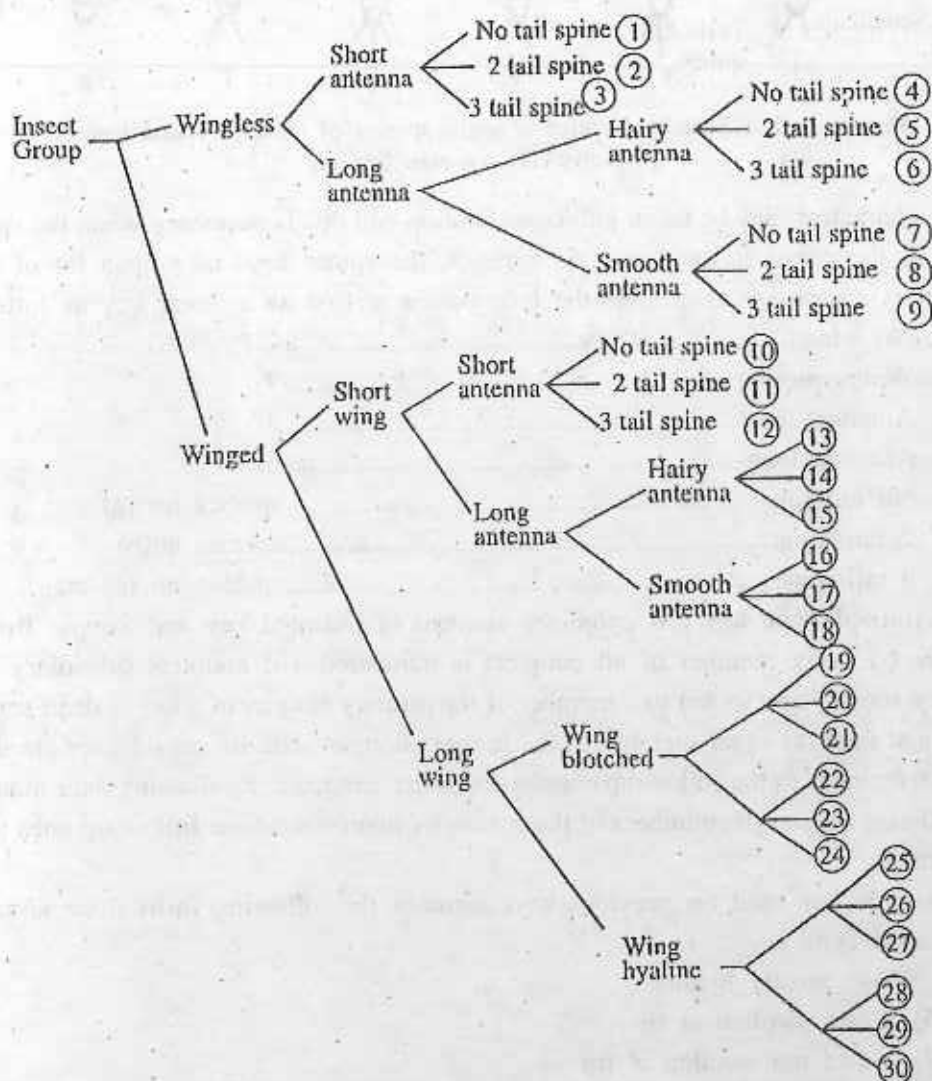 No tail spine ①
Short
antenna
2 tail spine ②
3 tail spine ③
Insect
Group
Wingless
Long
antenna
Hairy
antenna
No tail spine ④
2 tail spine ⑤
3 tail spine ⑥
Smooth
antenna
No tail spine ⑦
2 tail spine ⑧
3 tail spine ⑨
Winged
Short
wing
Short
antenna
No tail spine ⑩
2 tail spine ⑪
3 tail spine ⑫
Long
antenna
Hairy
antenna
⑬
⑭
⑮
Smooth
antenna
⑯
⑰
⑱
Long
wing
Wing
blotched
⑲
⑳
㉑
㉒
㉓
㉔
Wing
hyaline
㉕
㉖
㉗
㉘
㉙
㉚